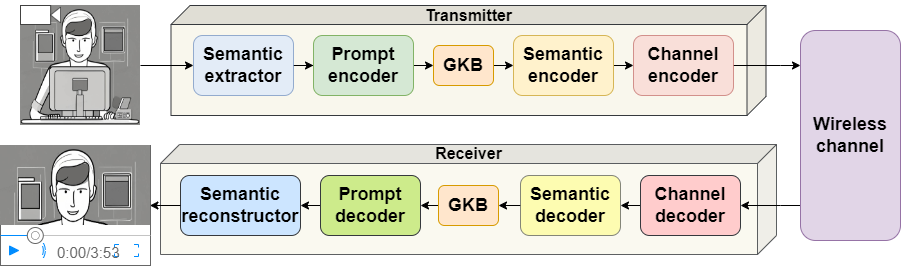 Transmitter
Semantic
extractor
Prompt
encoder
GKB
Semantic
encoder
Channel
encoder
Wireless
channel
Receiver
Semantic
reconstructor
Prompt
decoder
GKB
Semantic
decoder
Channel
decoder
0:00/3:53